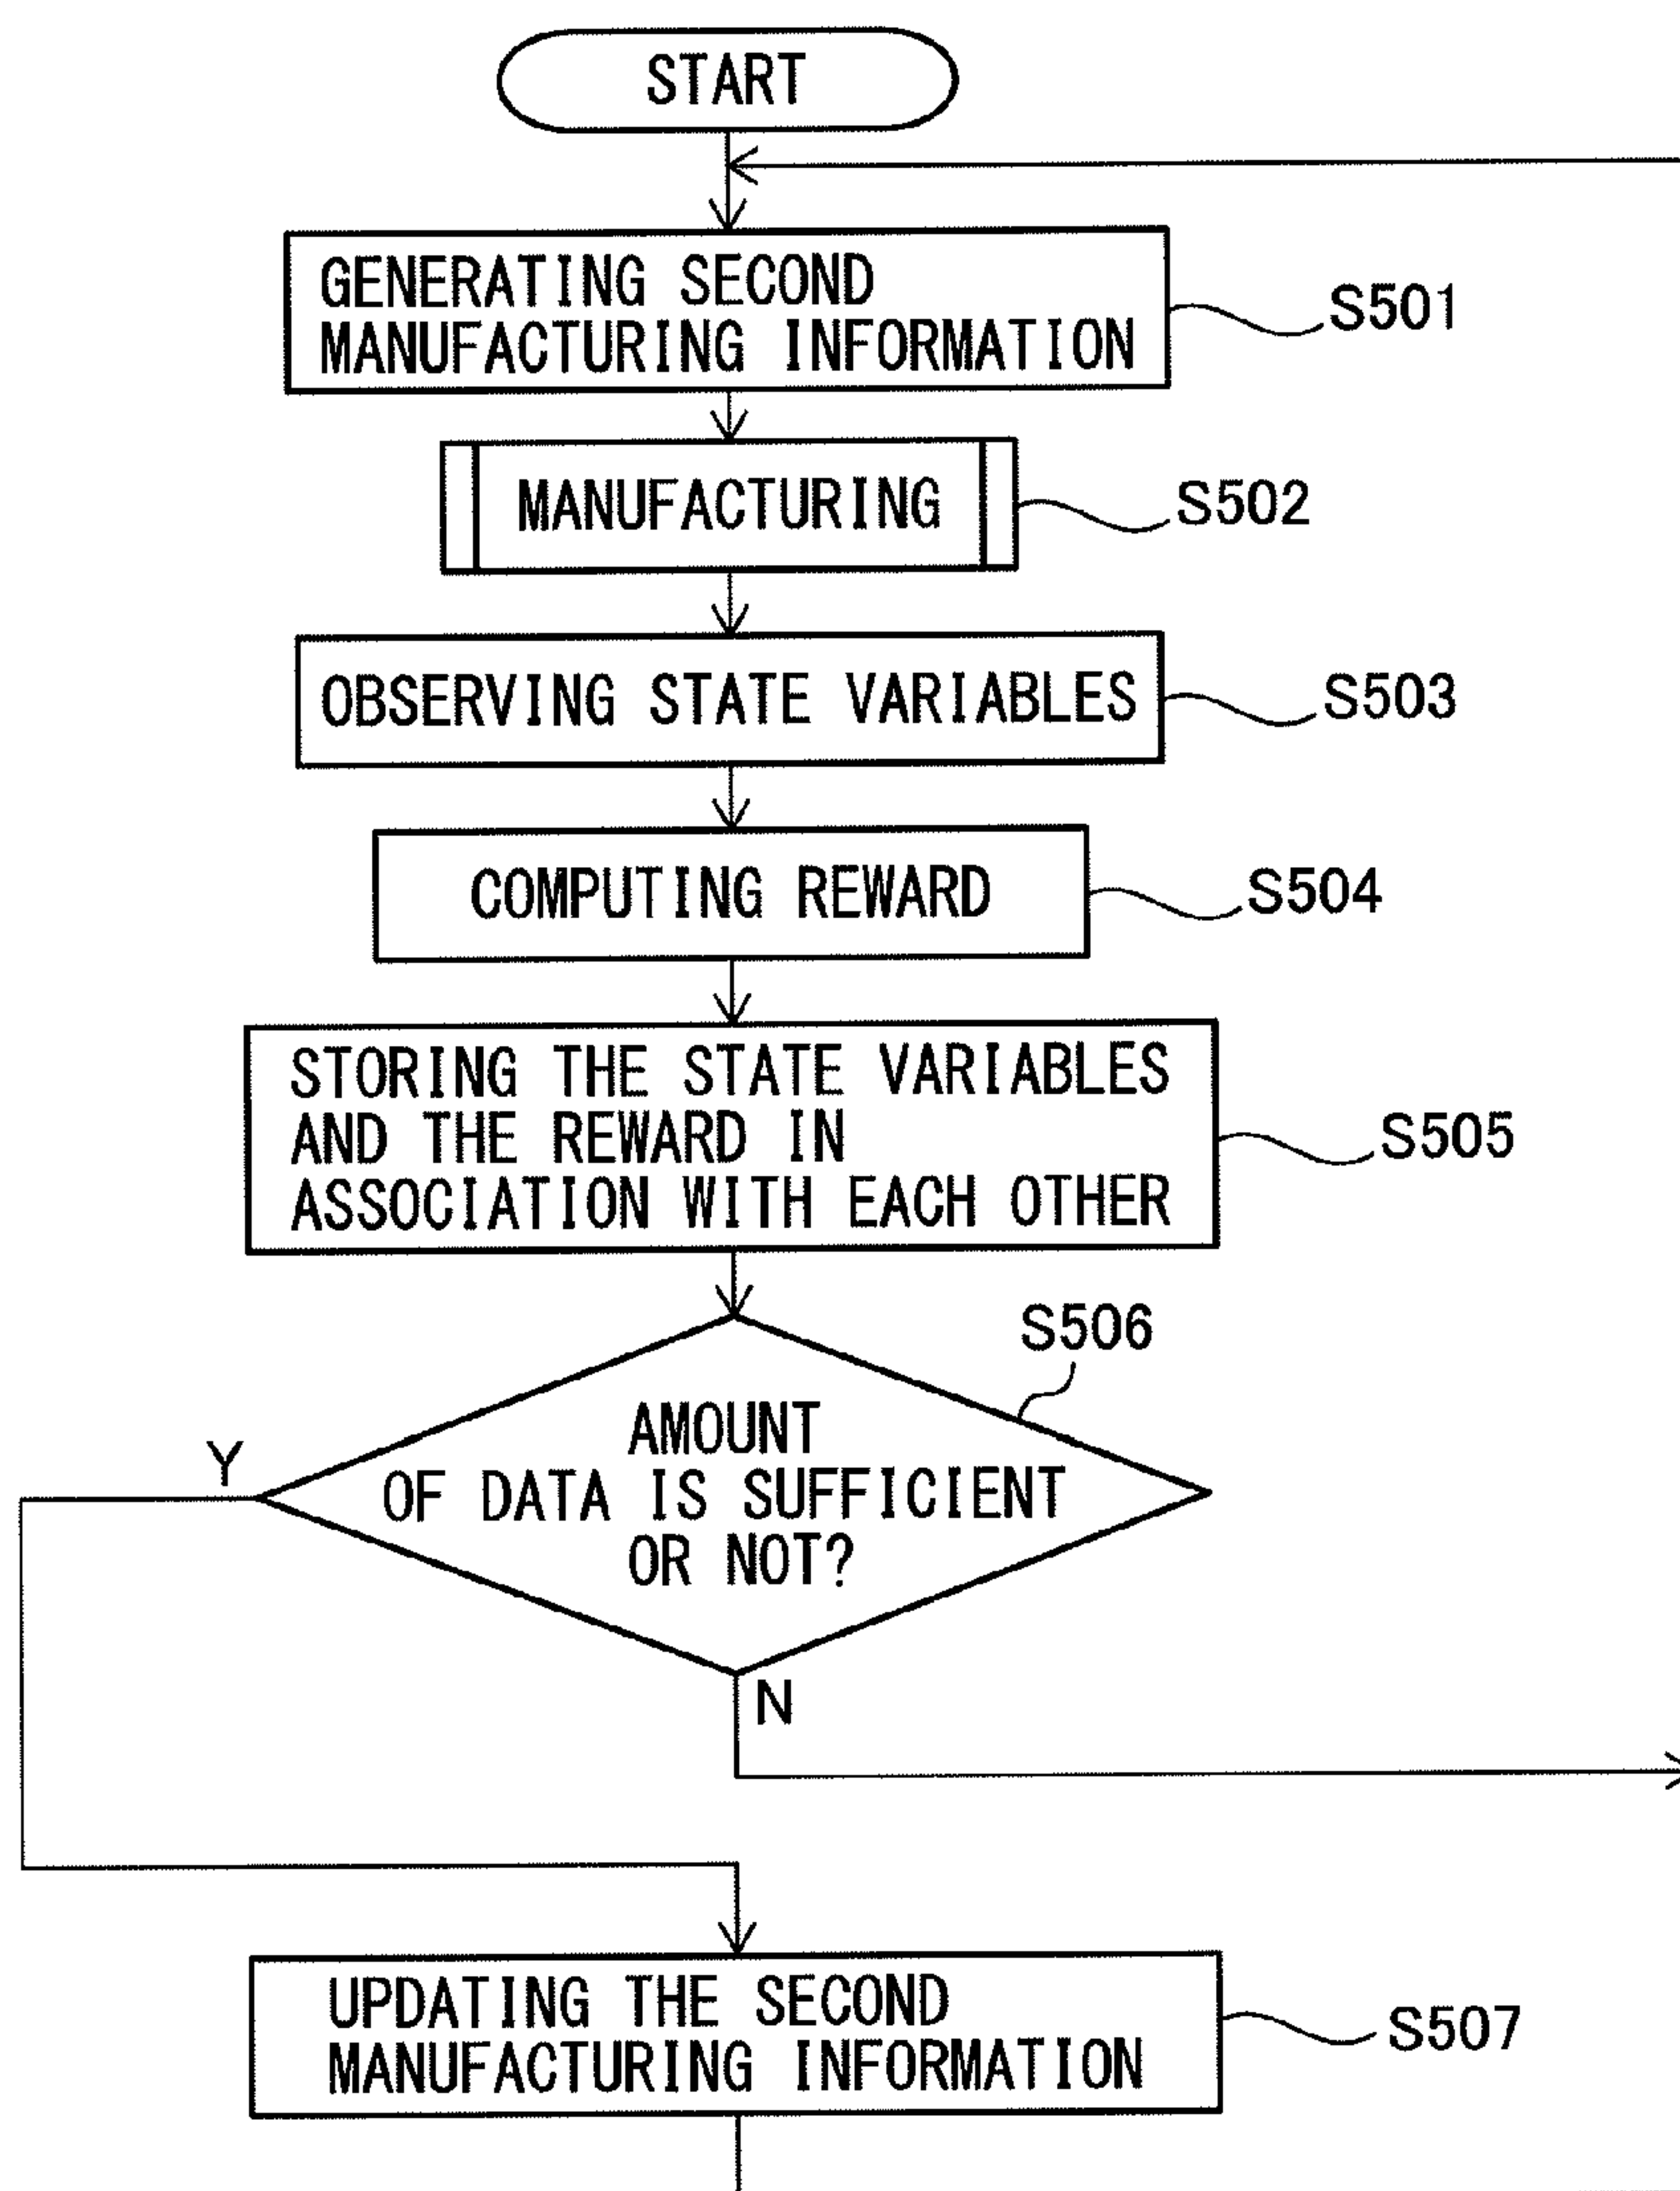 START
GENERATING SECOND
MANUFACTURING INFORMATION
S501
MANUFACTURING
S502
OBSERVING STATE VARIABLES
S503
COMPUTING REWARD
S504
STORING THE STATE VARIABLES
AND THE REWARD IN
ASSOCIATION WITH EACH OTHER
S505
S506
AMOUNT
OF DATA IS SUFFICIENT
OR NOT?
Y
N
UPDATING THE SECOND
MANUFACTURING INFORMATION
S507